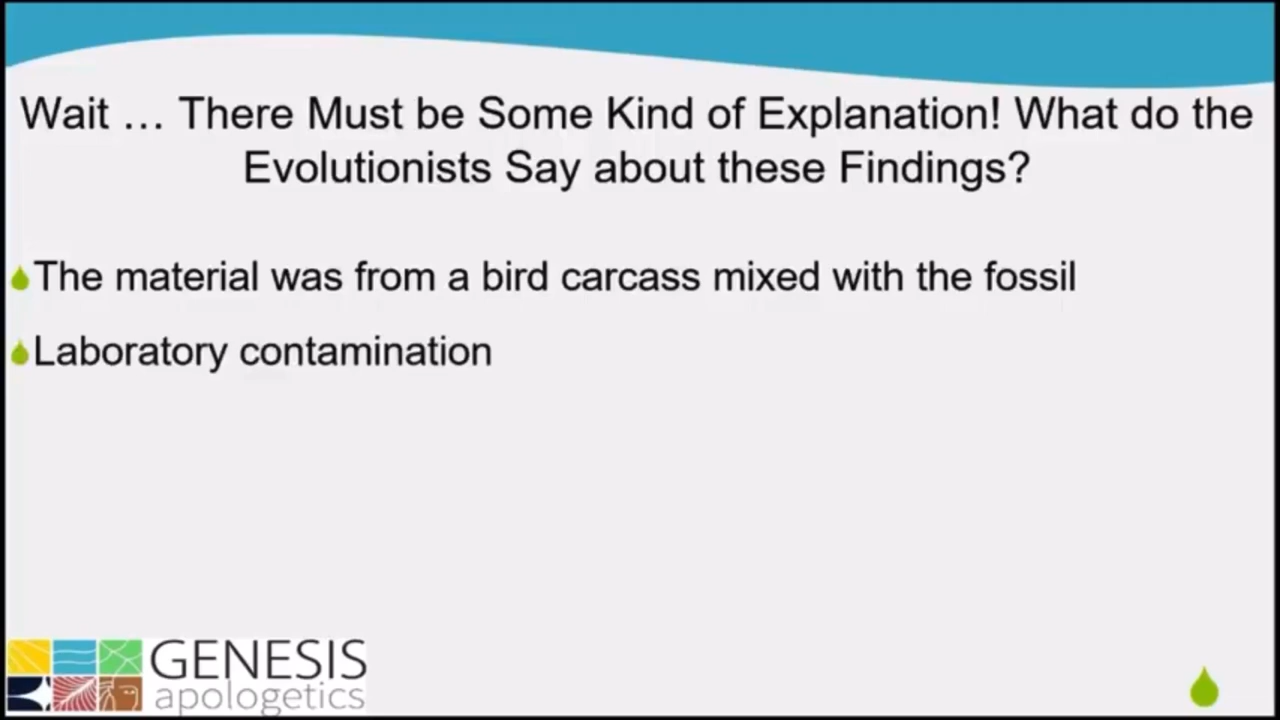 Wait … There Must be Some Kind of Explanation! What do the
Evolutionists Say about these Findings?
The material was from a bird carcass mixed with the fossil
Laboratory contamination
GENESIS
apologetics